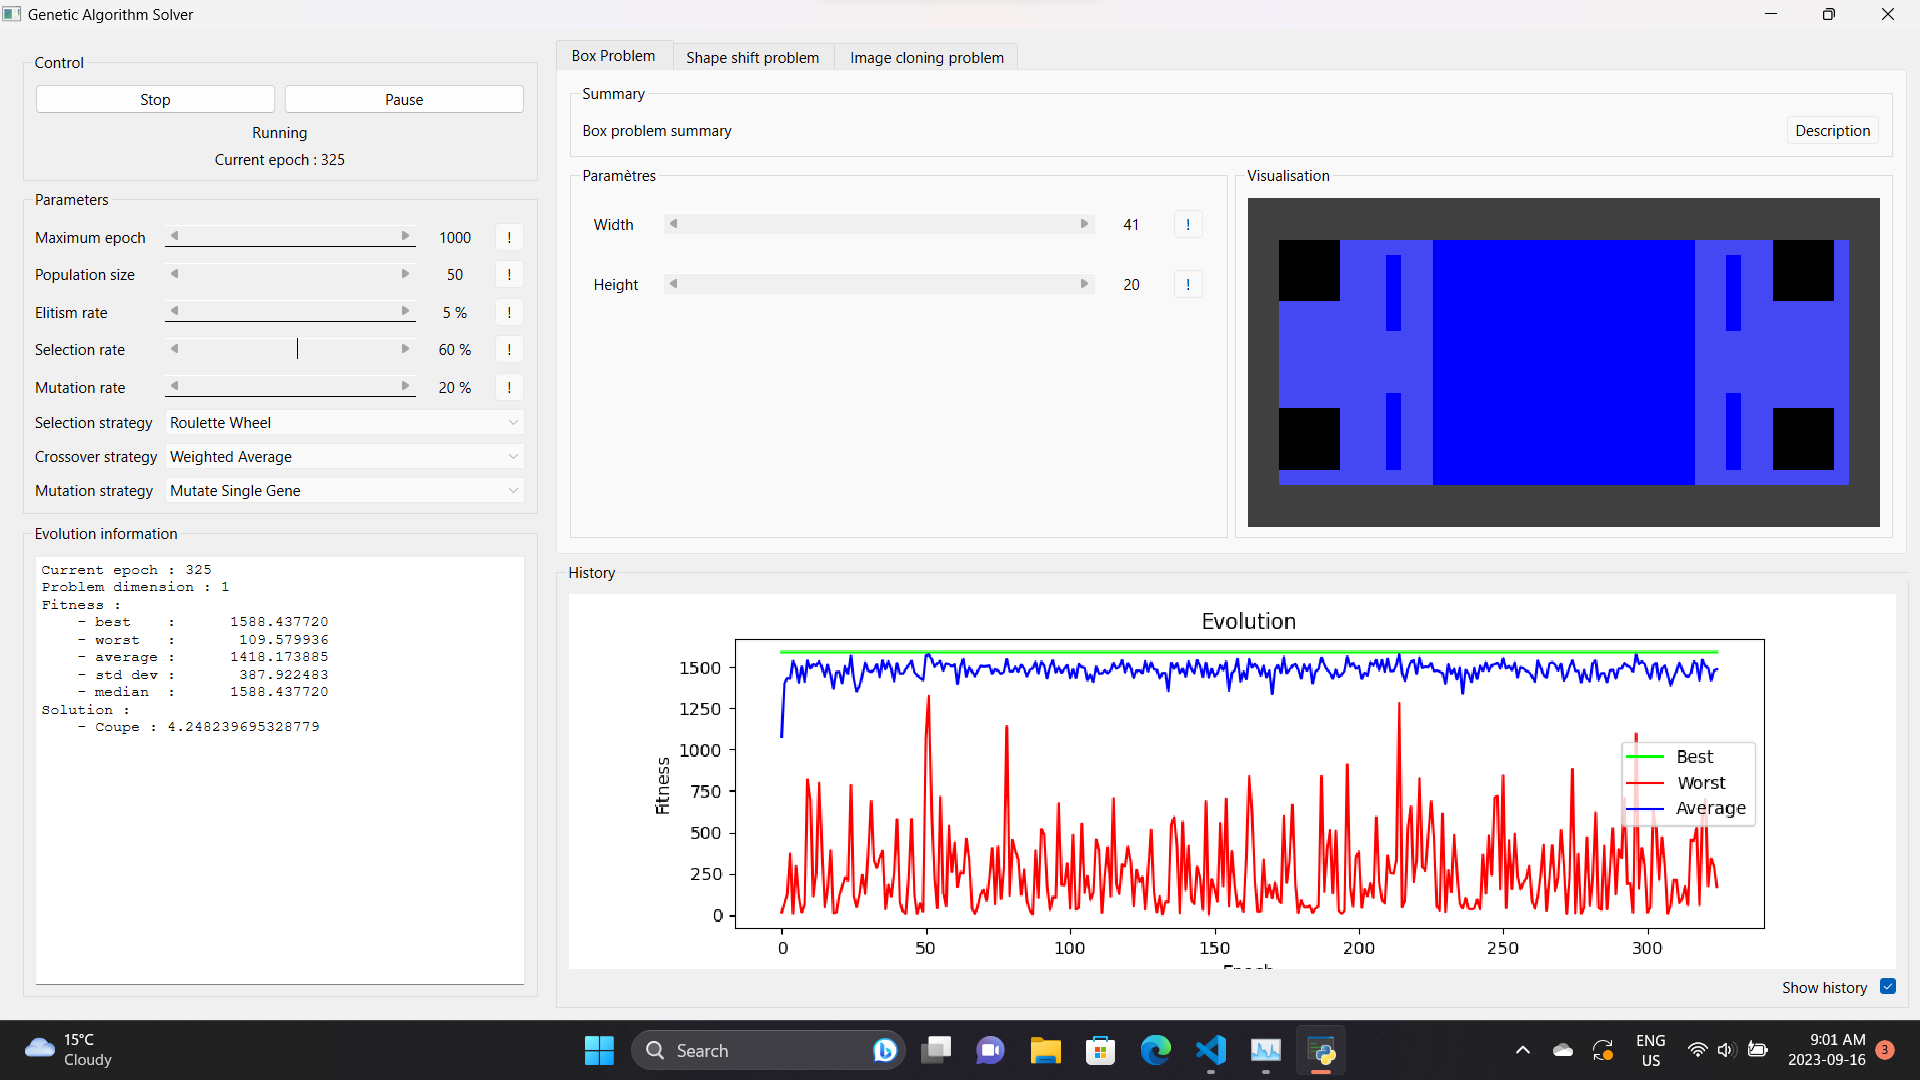 Genetic Algorithm Solver
Control
Stop
Pause
Running
Current epoch : 325
Parameters
Maximum epoch 1000 !
Population size 50 !
Elitism rate 5 % !
Selection rate 60 % !
Mutation rate 20 % !
Selection strategy Roulette Wheel
Crossover strategy Weighted Average
Mutation strategy Mutate Single Gene
Evolution information
Current epoch : 325
Problem dimension : 1
Fitness :
- best : 1588.437720
- worst : 109.579936
- average : 1418.173885
- std dev : 387.922483
- median : 1588.437720
Solution :
- Coupe : 4.248239695328779
Box Problem
Shape shift problem
Image cloning problem
Summary
Box problem summary
Description
Paramètres
Width 41 !
Height 20 !
Visualisation
History
Evolution
Fitness
1500
1250
1000
750
500
250
0
0 50 100 150 200 250 300
Epoch
Best
Worst
Average
Show history
15°C
Cloudy
Search
ENG
US
9:01 AM
2023-09-16
3